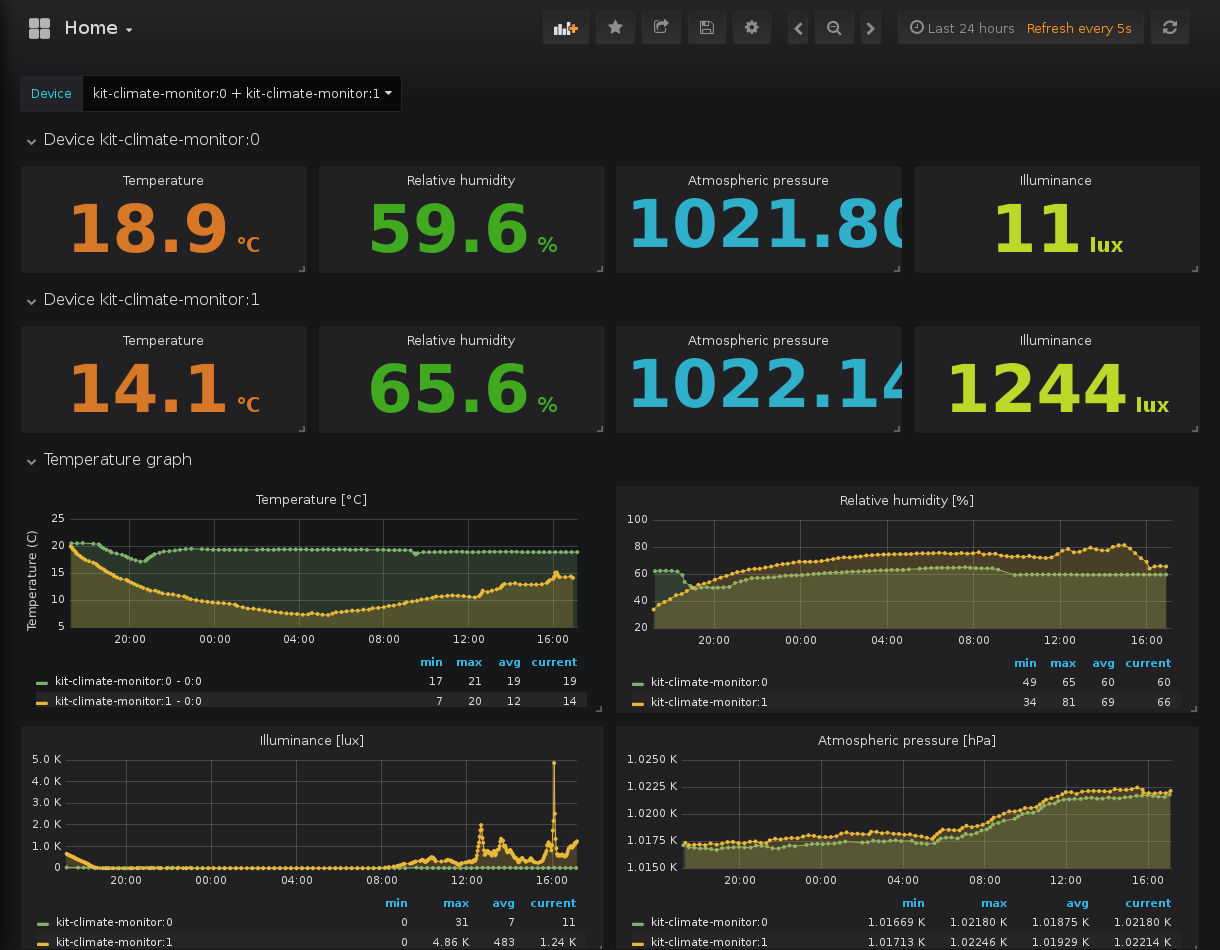 Home
Last 24 hours Refresh every 5s
Device kit-climate-monitor:0 + kit-climate-monitor:1
Device kit-climate-monitor:0
Temperature Relative humidity Atmospheric pressure Illuminance
18.9 °C 59.6 % 1021.80 11 lux
Device kit-climate-monitor:1
Temperature Relative humidity Atmospheric pressure Illuminance
14.1 °C 65.6 % 1022.14 1244 lux
Temperature graph
Temperature [°C]
Temperature (C)
25
20
15
10
5
20:00 00:00 04:00 08:00 12:00 16:00
min max avg current
kit-climate-monitor:0 - 0:0 17 21 19 19
kit-climate-monitor:1 - 0:0 7 20 12 14
Relative humidity [%]
100
80
60
40
20
20:00 00:00 04:00 08:00 12:00 16:00
min max avg current
kit-climate-monitor:0 49 65 60 60
kit-climate-monitor:1 34 81 69 66
Illuminance [lux]
5.0 K
4.0 K
3.0 K
2.0 K
1.0 K
0
20:00 00:00 04:00 08:00 12:00 16:00
min max avg current
kit-climate-monitor:0 0 31 7 11
kit-climate-monitor:1 0 4.86 K 483 1.24 K
Atmospheric pressure [hPa]
1.0250 K
1.0225 K
1.0200 K
1.0175 K
1.0150 K
20:00 00:00 04:00 08:00 12:00 16:00
min max avg current
kit-climate-monitor:0 1.01669 K 1.02180 K 1.01875 K 1.02180 K
kit-climate-monitor:1 1.01713 K 1.02246 K 1.01929 K 1.02214 K